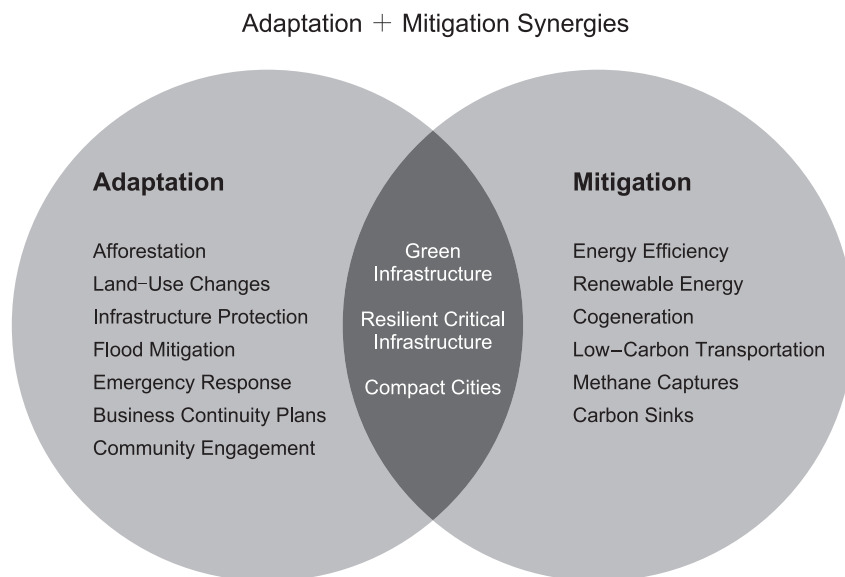 Adaptation + Mitigation Synergies
Adaptation
Afforestation
Land-Use Changes
Infrastructure Protection
Flood Mitigation
Emergency Response
Business Continuity Plans
Community Engagement
Green
Infrastructure
Resilient Critical
Infrastructure
Compact Cities
Mitigation
Energy Efficiency
Renewable Energy
Cogeneration
Low–Carbon Transportation
Methane Captures
Carbon Sinks